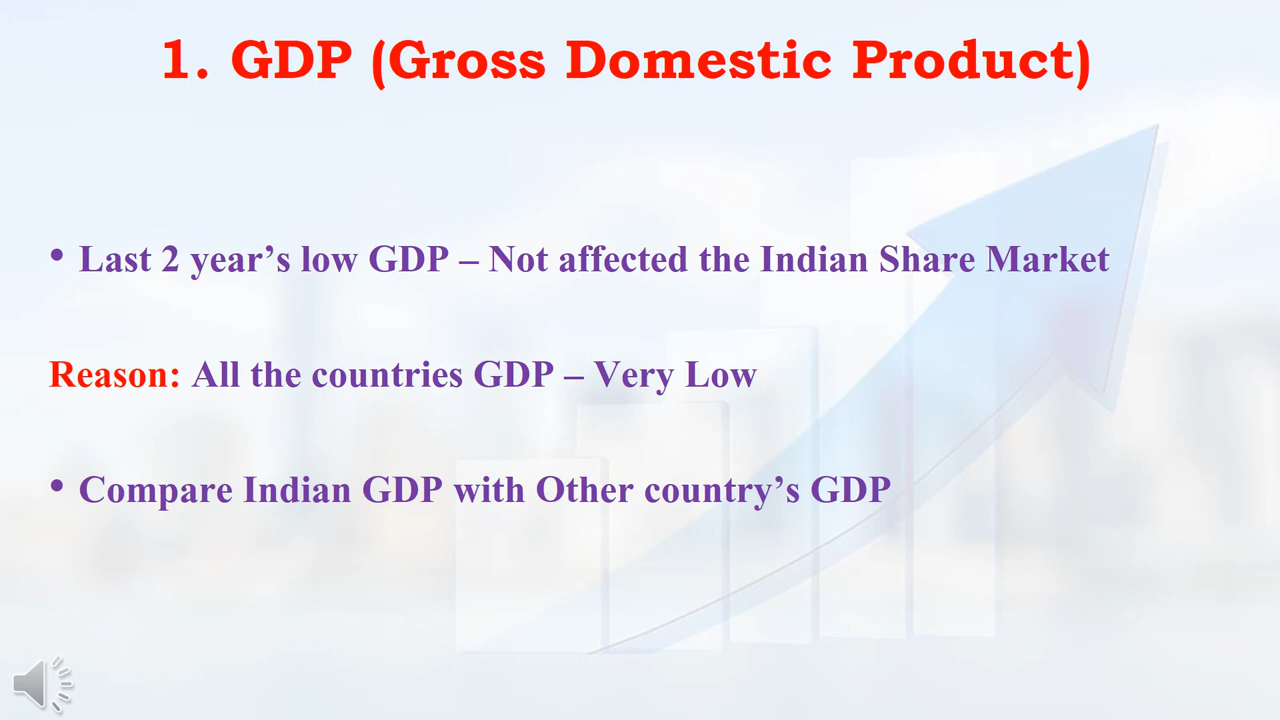 1. GDP (Gross Domestic Product)
• Last 2 year’s low GDP – Not affected the Indian Share Market
Reason: All the countries GDP – Very Low
• Compare Indian GDP with Other country’s GDP